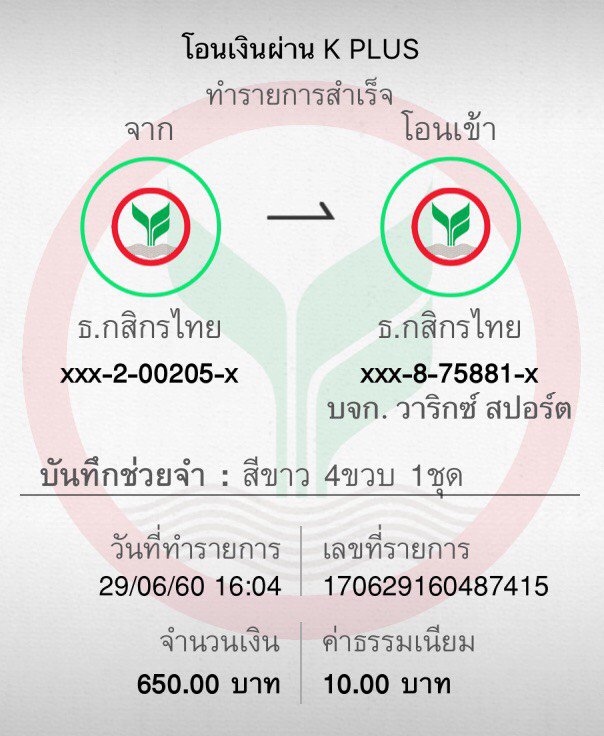 โอนเงินผ่าน K PLUS
ทำรายการสำเร็จ
จาก
โอนเข้า
ธ.กสิกรไทย
xxx-2-00205-x
ธ.กสิกรไทย
xxx-8-75881-x
บจก. วาริกซ์ สปอร์ต
บันทึกช่วยจำ : สีขาว 4ขวบ 1ชุด
วันที่ทำรายการ
29/06/60 16:04
เลขที่รายการ
170629160487415
จำนวนเงิน
650.00 บาท
ค่าธรรมเนียม
10.00 บาท